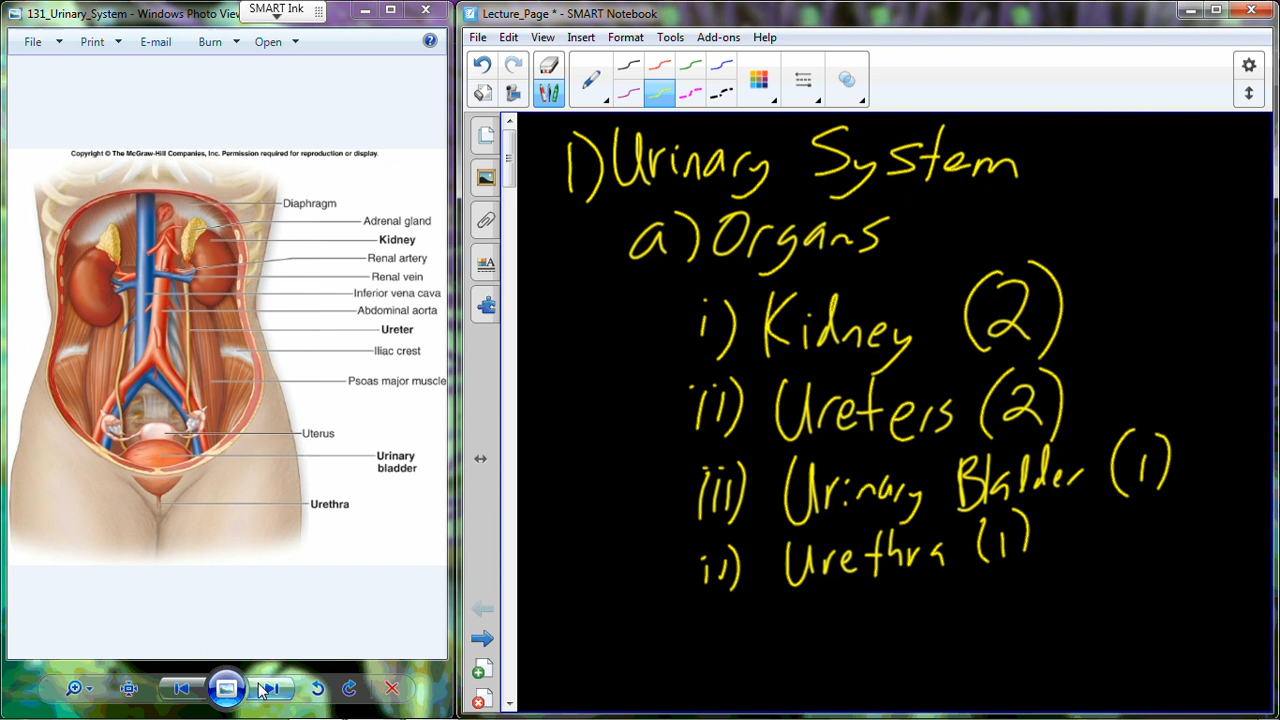 131_Urinary_System - Windows Photo View
SMART Ink
File Print E-mail Burn Open
Copyright © The McGraw-Hill Companies, Inc. Permission required for reproduction or display.
Diaphragm
Adrenal gland
Kidney
Renal artery
Renal vein
Inferior vena cava
Abdominal aorta
Ureter
Iliac crest
Psoas major muscle
Uterus
Urinary
bladder
Urethra
Lecture_Page * - SMART Notebook
File Edit View Insert Format Tools Add-ons Help
1) Urinary System
a) Organs
i) Kidney (2)
ii) Ureters (2)
iii) Urinary Bladder (1)
iv) Urethra (1)